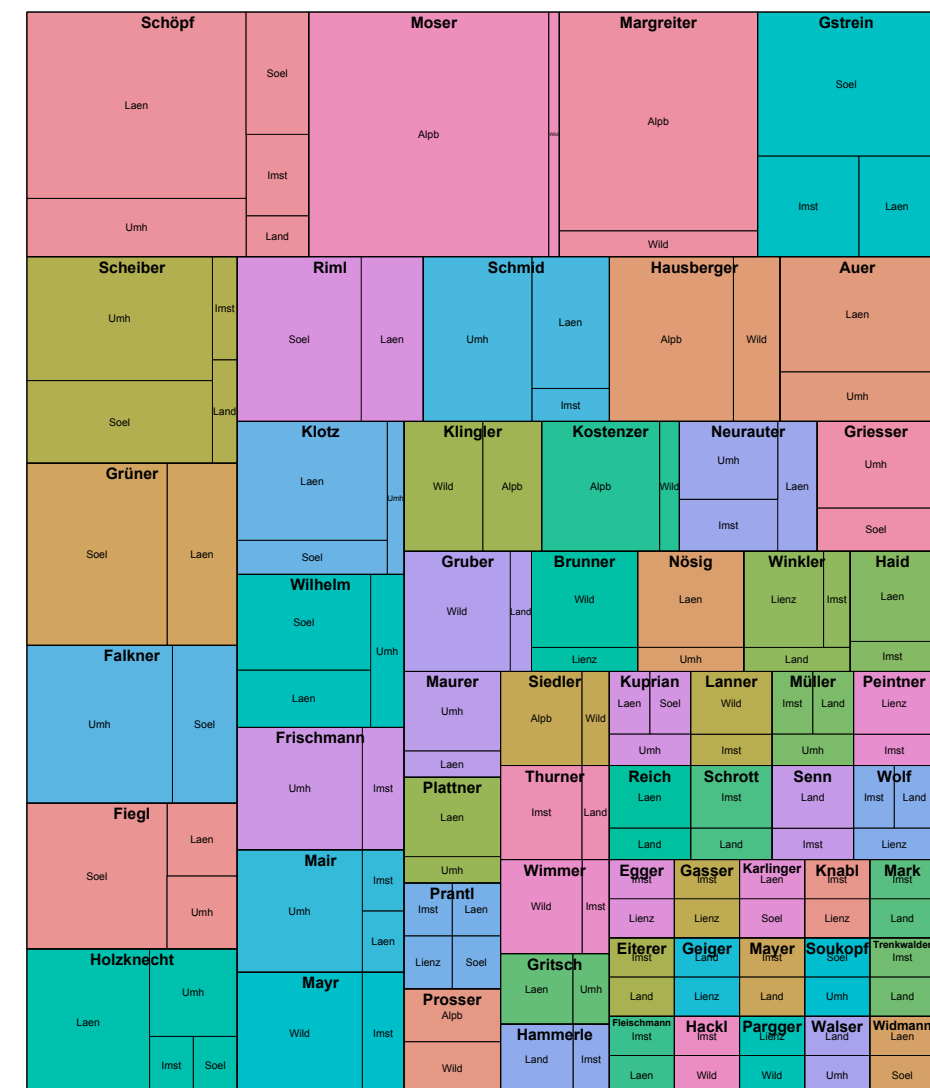 Schöpf
Laen
Umh
Soel
Imst
Land
Moser
Alpb
Wild
Margreiter
Alpb
Wild
Gstrein
Soel
Imst
Laen
Scheiber
Umh
Soel
Imst
Land
Riml
Soel
Laen
Schmid
Umh
Laen
Imst
Hausberger
Alpb
Wild
Auer
Laen
Umh
Grüner
Soel
Laen
Klotz
Laen
Soel
Umh
Klingler
Wild
Alpb
Kostenzer
Alpb
Wild
Neurauter
Umh
Imst
Laen
Griesser
Umh
Soel
Wilhelm
Soel
Laen
Umh
Gruber
Wild
Land
Brunner
Wild
Lienz
Nösig
Laen
Umh
Winkler
Lienz
Imst
Land
Haid
Laen
Imst
Falkner
Umh
Soel
Frischmann
Umh
Imst
Maurer
Umh
Laen
Siedler
Alpb
Wild
Kuprian
Laen
Soel
Umh
Lanner
Wild
Imst
Müller
Imst
Land
Umh
Peintner
Lienz
Imst
Plattner
Laen
Umh
Thurner
Imst
Land
Reich
Laen
Land
Schrott
Imst
Land
Senn
Land
Imst
Wolf
Imst
Land
Lienz
Fiegl
Soel
Laen
Umh
Mair
Umh
Imst
Laen
Prantl
Imst
Laen
Lienz
Soel
Wimmer
Wild
Imst
Egger
Imst
Lienz
Gasser
Imst
Lienz
Karlinger
Laen
Soel
Knabl
Imst
Lienz
Mark
Imst
Land
Holzknecht
Laen
Umh
Imst
Soel
Mayr
Wild
Imst
Prosser
Alpb
Wild
Gritsch
Laen
Umh
Hammerle
Land
Imst
Eiterer
Imst
Land
Geiger
Land
Lienz
Mayer
Imst
Land
Soukopf
Soel
Umh
Trenkwalder
Imst
Land
Fleischmann
Imst
Laen
Hackl
Imst
Wild
Pargger
Lienz
Wild
Walser
Land
Umh
Widmann
Laen
Soel